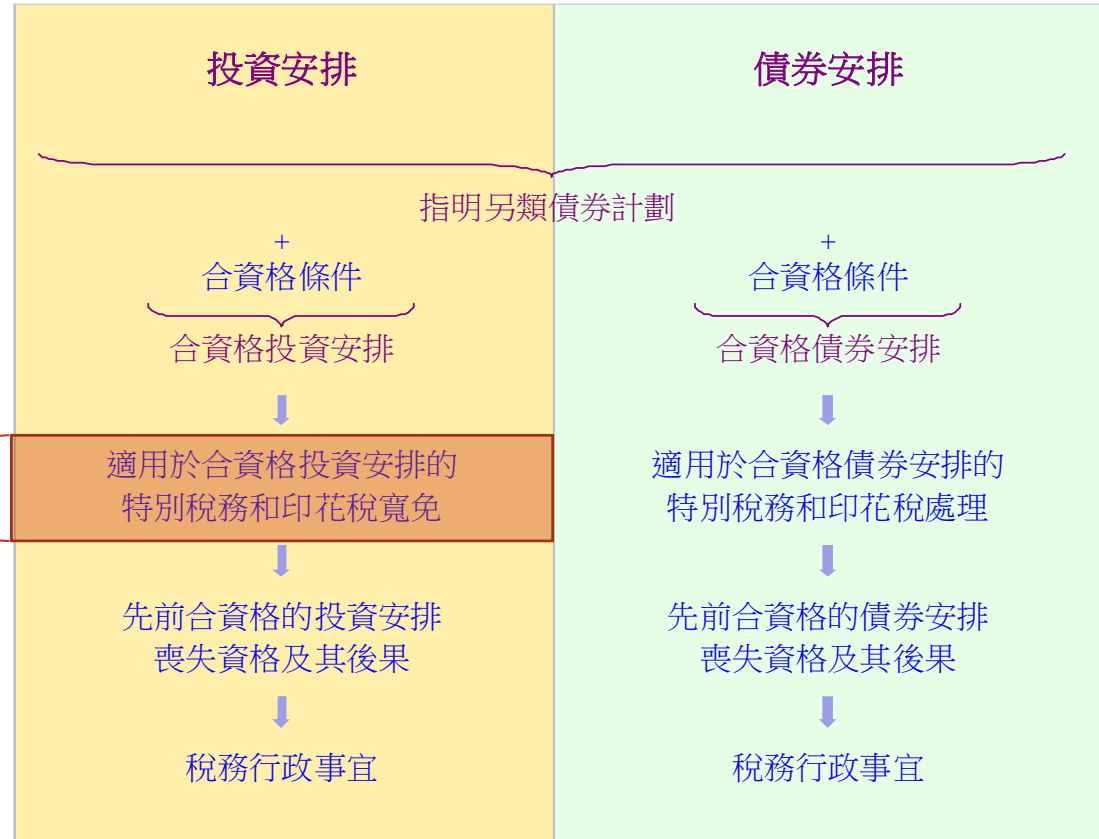 投資安排
債券安排
指明另類債券計劃
+
合資格條件
合資格投資安排
適用於合資格投資安排的
特別稅務和印花稅寬免
先前合資格的投資安排
喪失資格及其後果
稅務行政事宜
+
合資格條件
合資格債券安排
適用於合資格債券安排的
特別稅務和印花稅處理
先前合資格的債券安排
喪失資格及其後果
稅務行政事宜